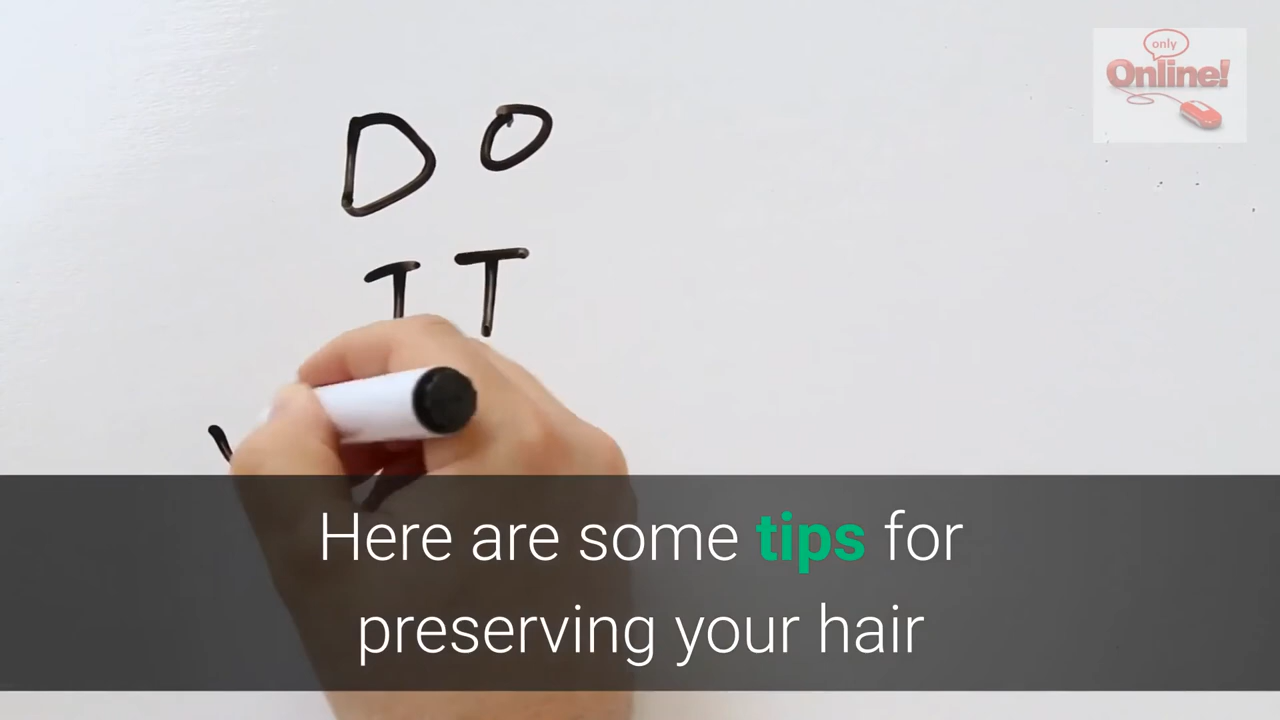 only
Online!
DO
IT
Here are some tips for
preserving your hair